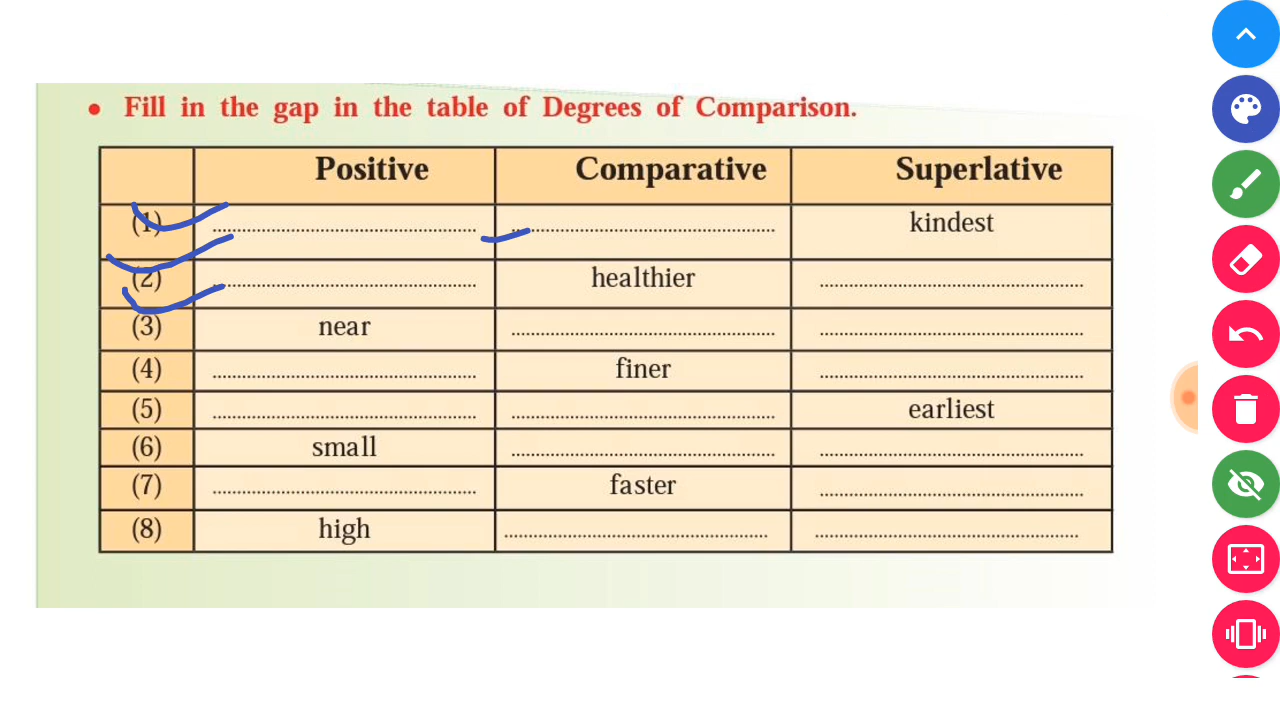 • Fill in the gap in the table of Degrees of Comparison.
Positive Comparative Superlative
(1) ........ ........ kindest
(2) ........ healthier ........
(3) near ........ ........
(4) ........ finer ........
(5) ........ ........ earliest
(6) small ........ ........
(7) ........ faster ........
(8) high ........ ........